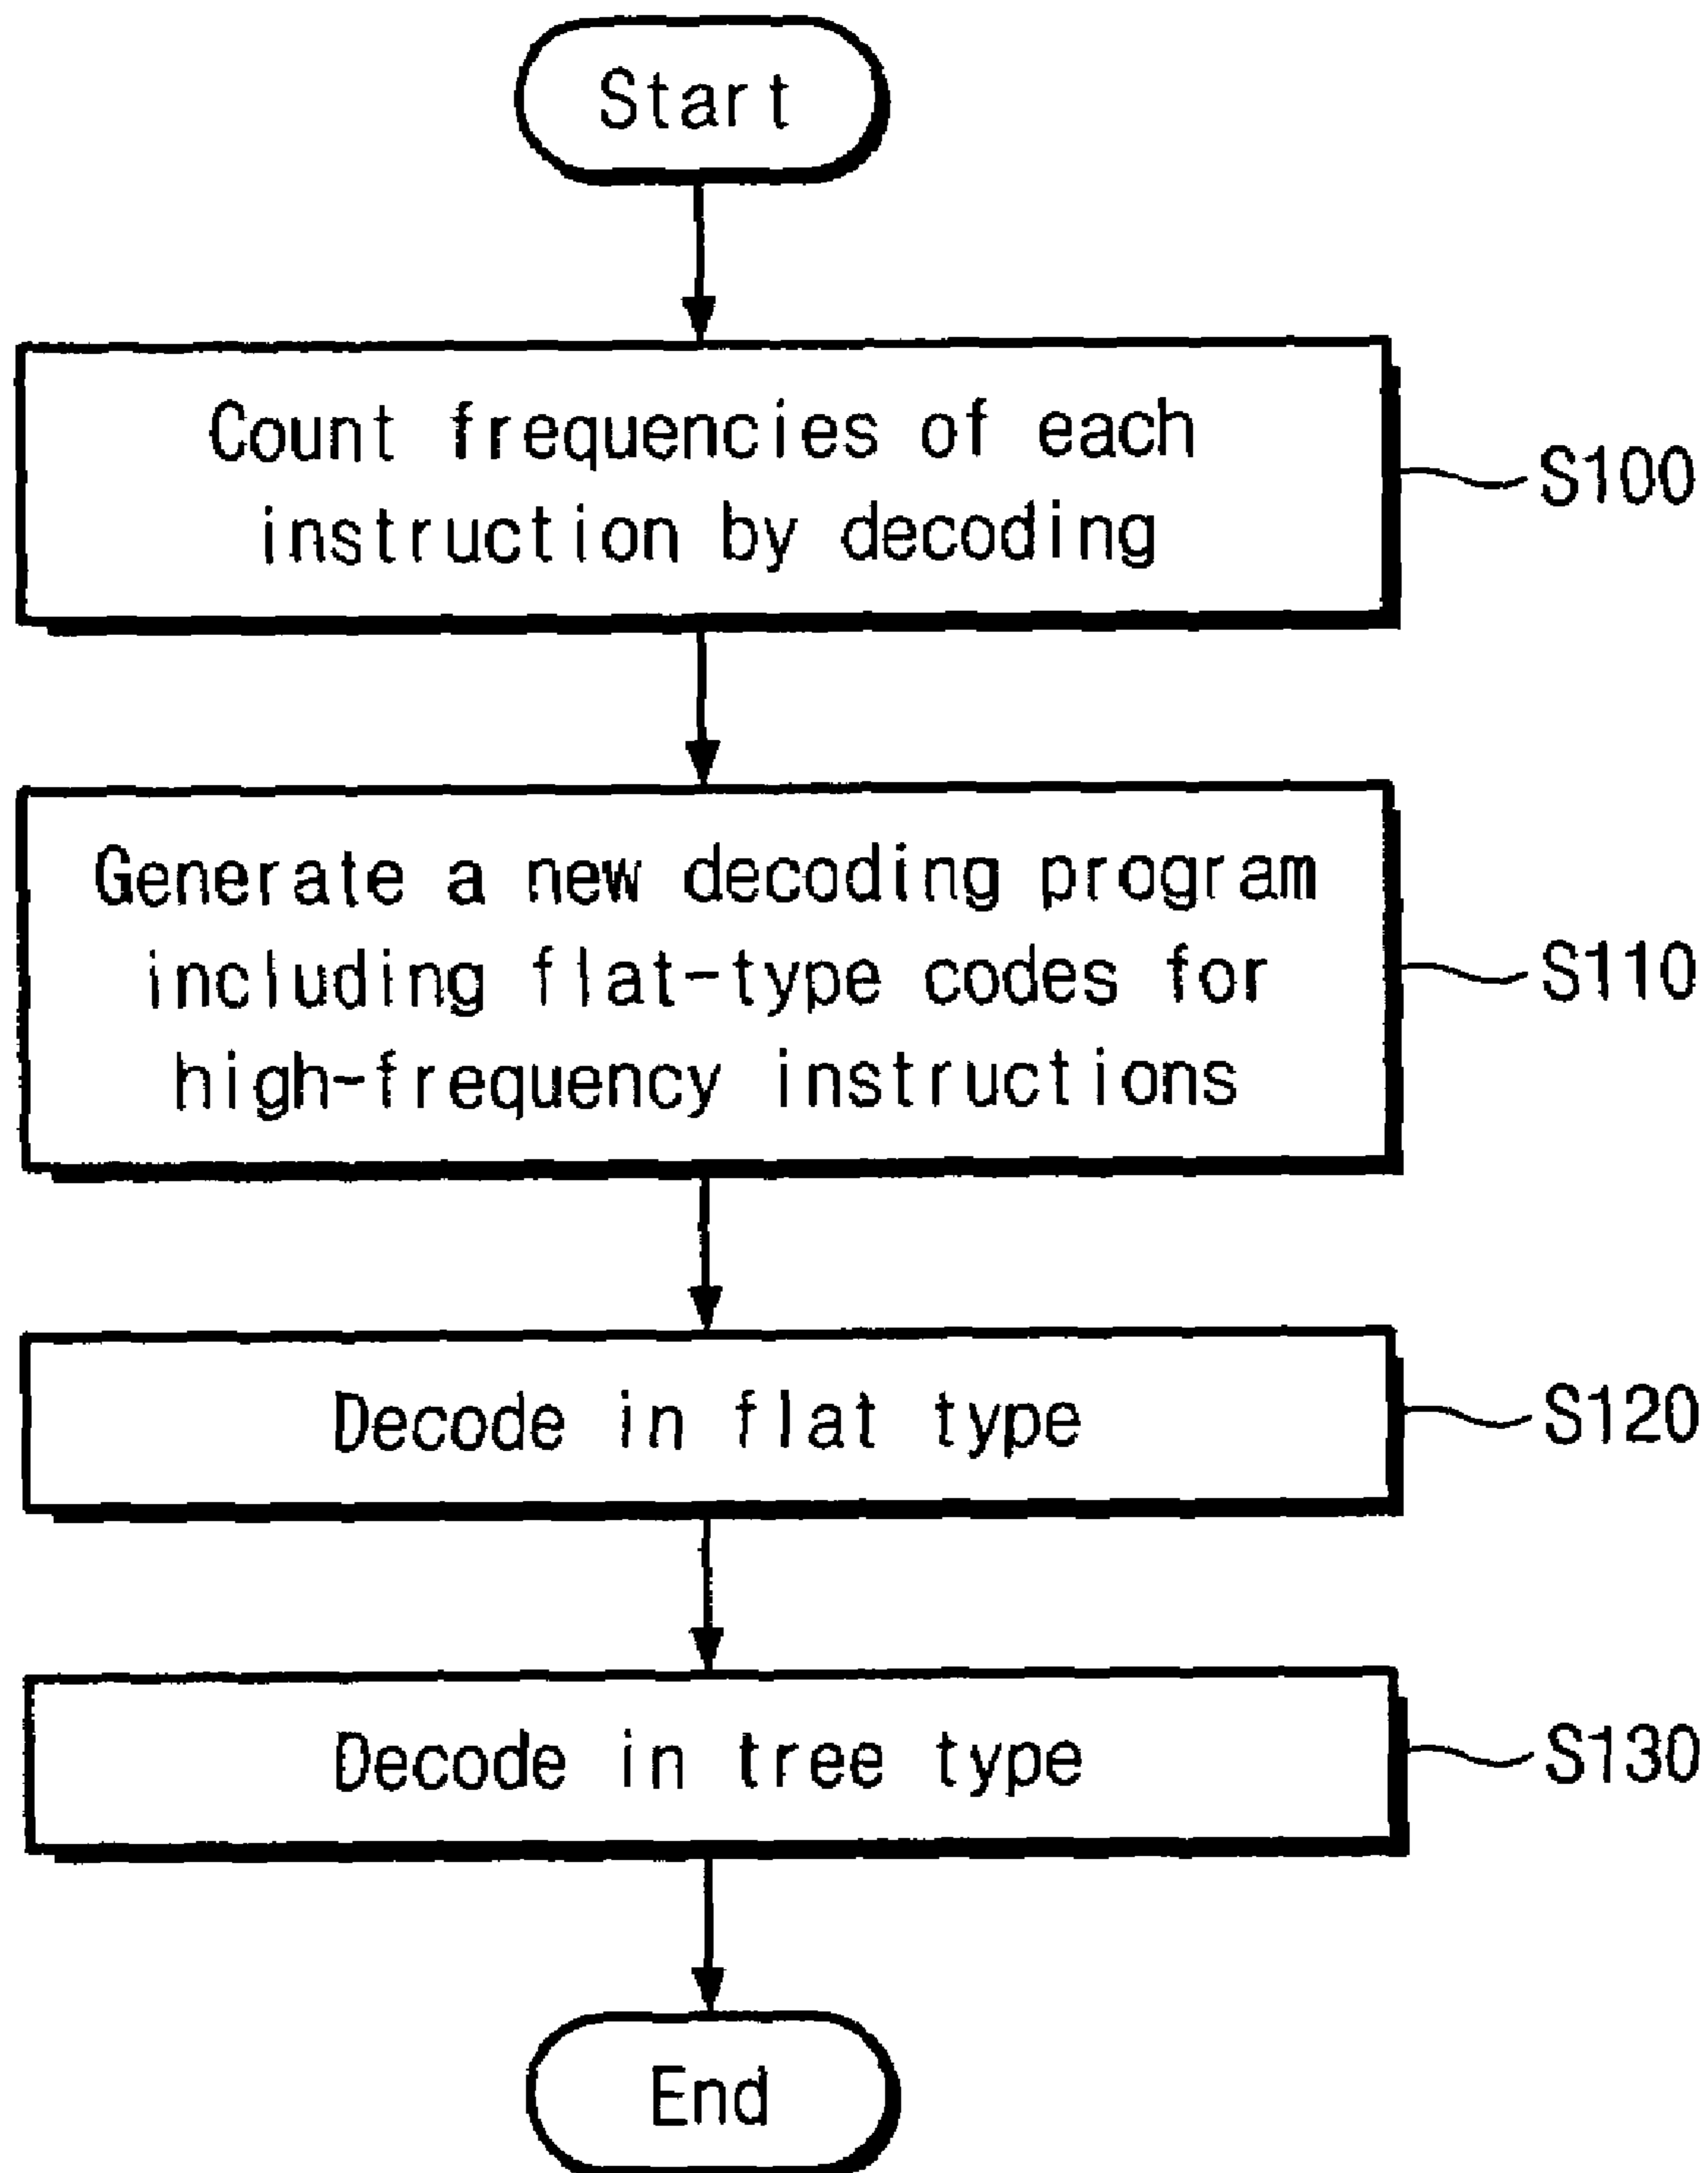 Start
Count frequencies of each
instruction by decoding
S100
Generate a new decoding program
including flat-type codes for
high-frequency instructions
S110
Decode in flat type
S120
Decode in tree type
S130
End